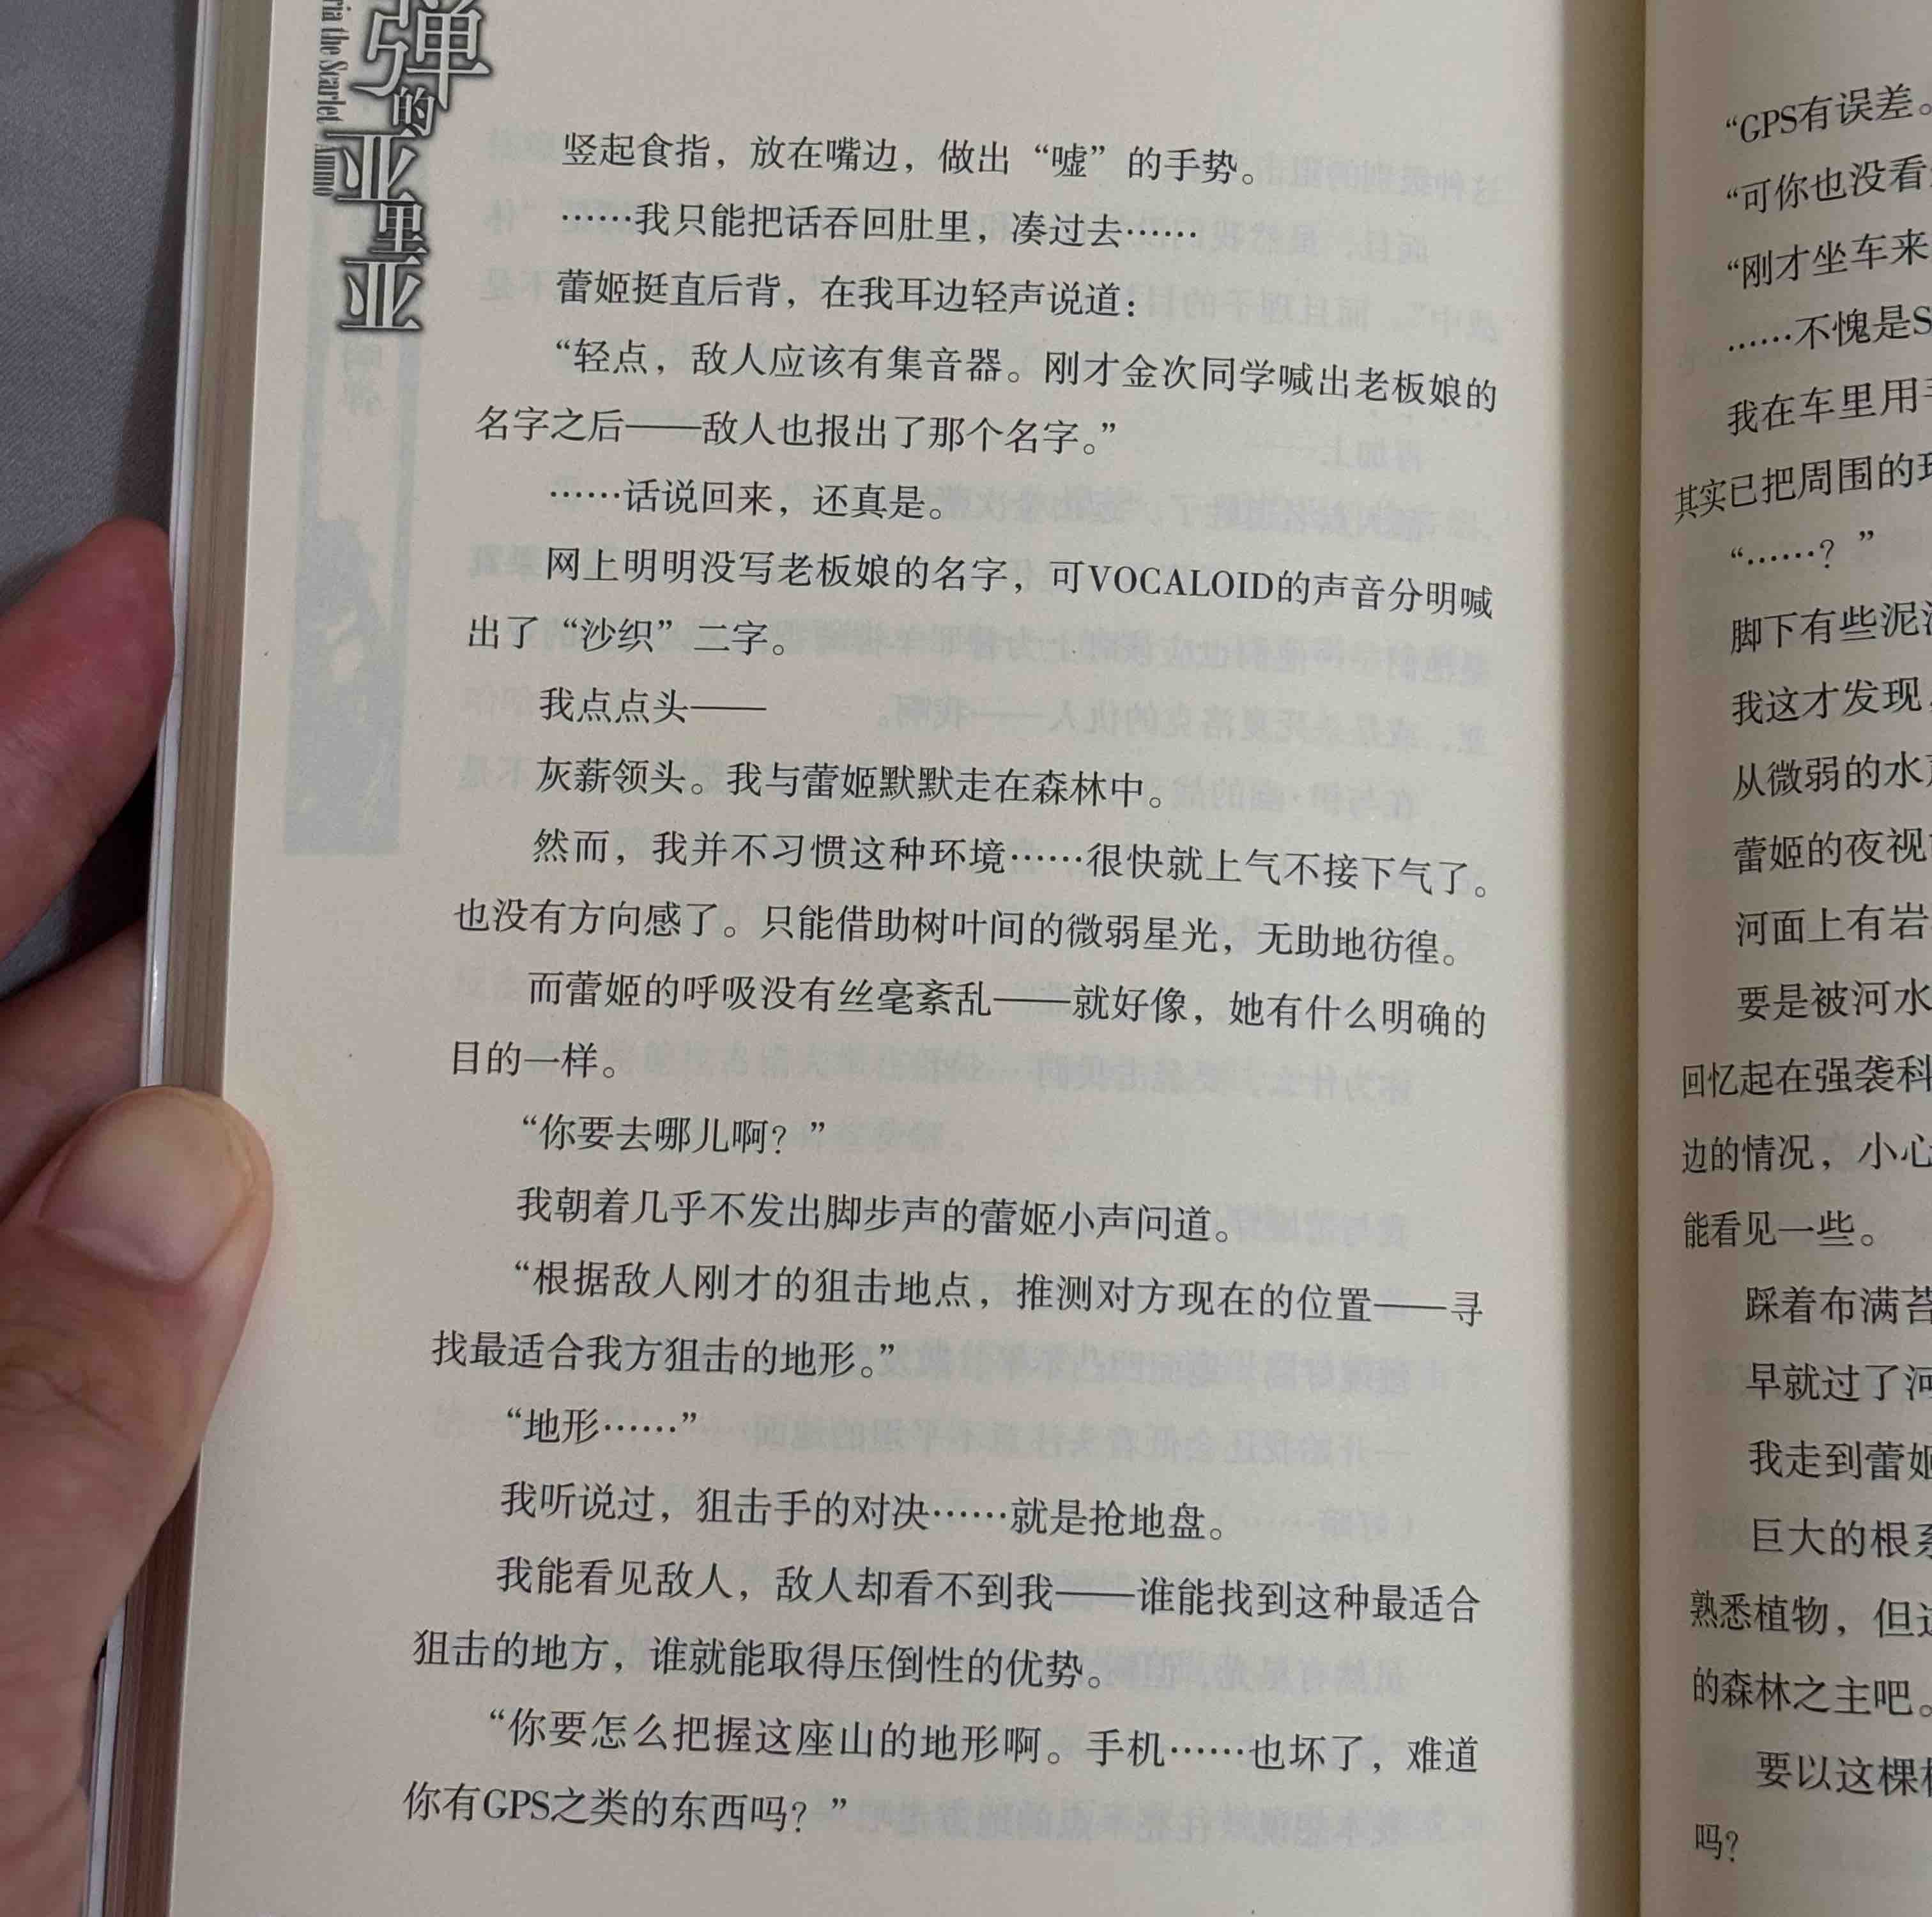 弹的亚里亚
ria the Scarlet Ammo
竖起食指，放在嘴边，做出“嘘”的手势。
……我只能把话吞回肚里，凑过去……
蕾姬挺直后背，在我耳边轻声说道：
“轻点，敌人应该有集音器。刚才金次同学喊出老板娘的
名字之后——敌人也报出了那个名字。”
……话说回来，还真是。
网上明明没写老板娘的名字，可VOCALOID的声音分明喊
出了“沙织”二字。
我点点头——
灰薪领头。我与蕾姬默默走在森林中。
然而，我并不习惯这种环境……很快就上气不接下气了。
也没有方向感了。只能借助树叶间的微弱星光，无助地彷徨。
而蕾姬的呼吸没有丝毫紊乱——就好像，她有什么明确的
目的一样。
“你要去哪儿啊？”
我朝着几乎不发出脚步声的蕾姬小声问道。
“根据敌人刚才的狙击地点，推测对方现在的位置——寻
找最适合我方狙击的地形。”
“地形……”
我听说过，狙击手的对决……就是抢地盘。
我能看见敌人，敌人却看不到我——谁能找到这种最适合
狙击的地方，谁就能取得压倒性的优势。
“你要怎么把握这座山的地形啊。手机……也坏了，难道
你有GPS之类的东西吗？”
“GPS有误差。
“可你也没看
“刚才坐车来
……不愧是S
我在车里用
其实已把周围的
“……？”
脚下有些泥
我这才发现，
从微弱的水
蕾姬的夜视
河面上有岩
要是被河水
回忆起在强袭科
边的情况，小心
能看见一些。
踩着布满苔
早就过了河
我走到蕾姬
巨大的根系
熟悉植物，但这
的森林之主吧。
要以这棵
吗？